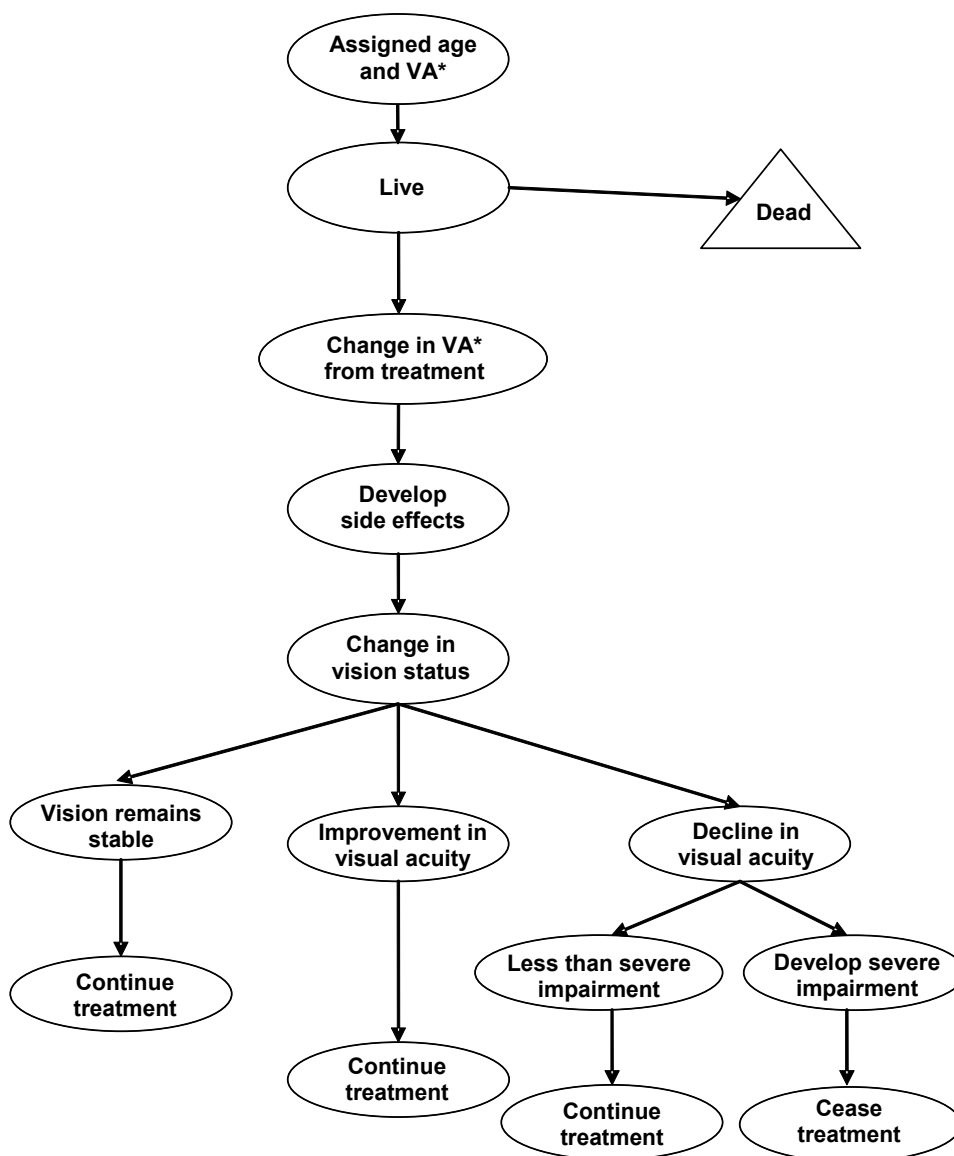 Assigned age
and VA*
Live
Dead
Change in VA*
from treatment
Develop
side effects
Change in
vision status
Vision remains
stable
Improvement in
visual acuity
Decline in
visual acuity
Continue
treatment
Less than severe
impairment
Develop severe
impairment
Continue
treatment
Continue
treatment
Cease
treatment